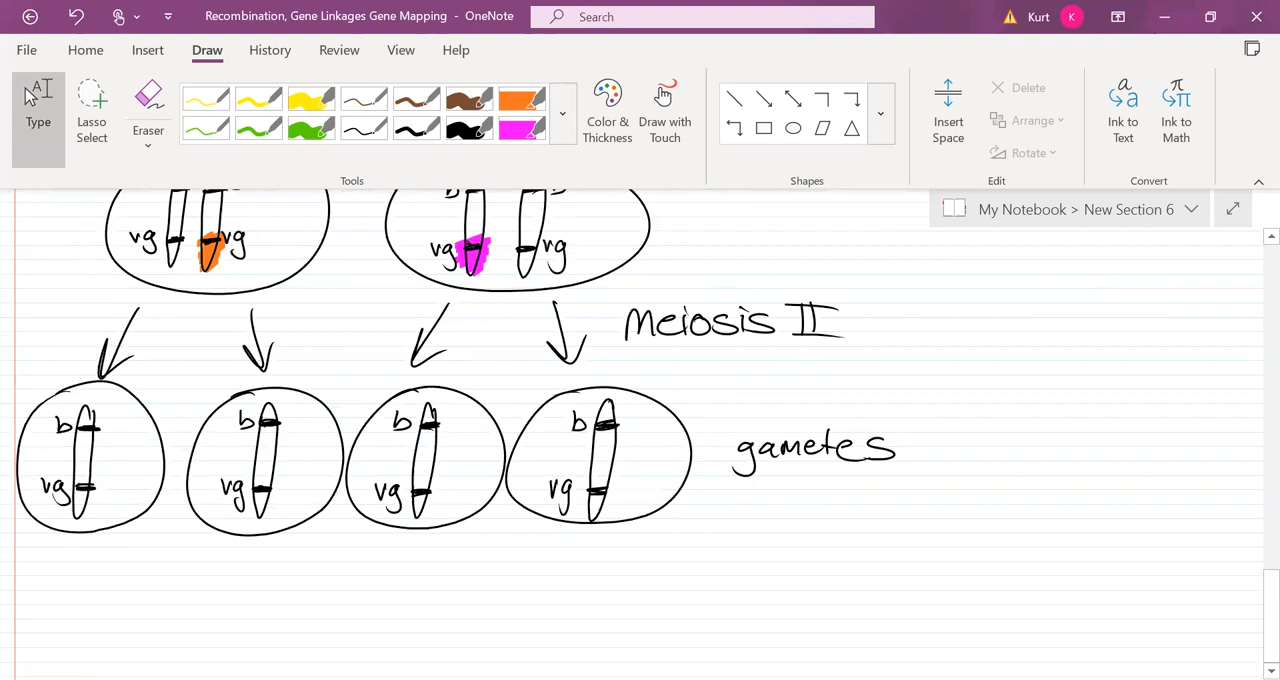 Recombination, Gene Linkages Gene Mapping - OneNote
Search
Kurt
K
File Home Insert Draw History Review View Help
Type
Lasso Select
Eraser
Color & Thickness
Draw with Touch
Insert Space
Delete
Arrange
Rotate
Ink to Text
Ink to Math
Tools
Shapes
Edit
Convert
My Notebook > New Section 6
b
vg vg vg vg
Meiosis II
b b b b
gametes
vg vg vg vg